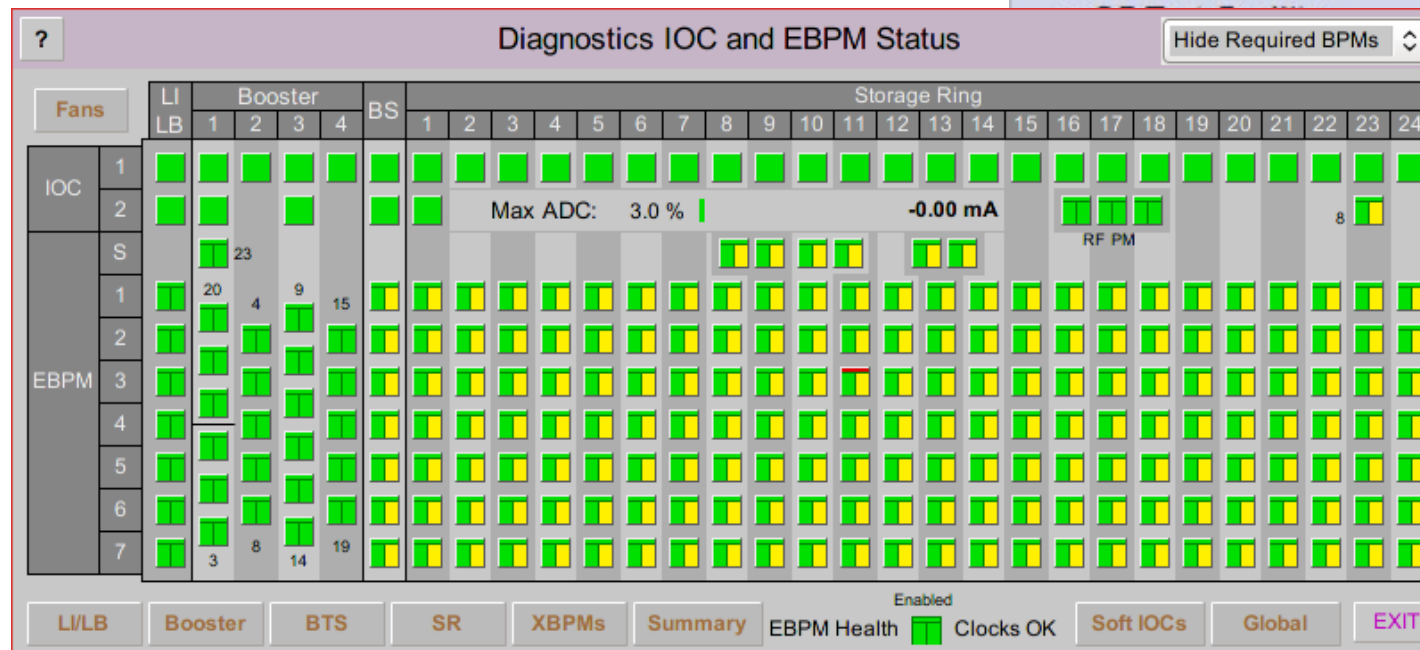 ? Diagnostics IOC and EBPM Status Hide Required BPMs
Fans LI Booster BS Storage Ring
LB 1 2 3 4 1 2 3 4 5 6 7 8 9 10 11 12 13 14 15 16 17 18 19 20 21 22 23 24
IOC 1
2 Max ADC: 3.0 % -0.00 mA 8
RF PM
S 23
EBPM 1 20 4 9 15
2
3
4
5
6
7 3 8 14 19
Enabled
LI/LB Booster BTS SR XBPMs Summary EBPM Health Clocks OK Soft IOCs Global EXIT